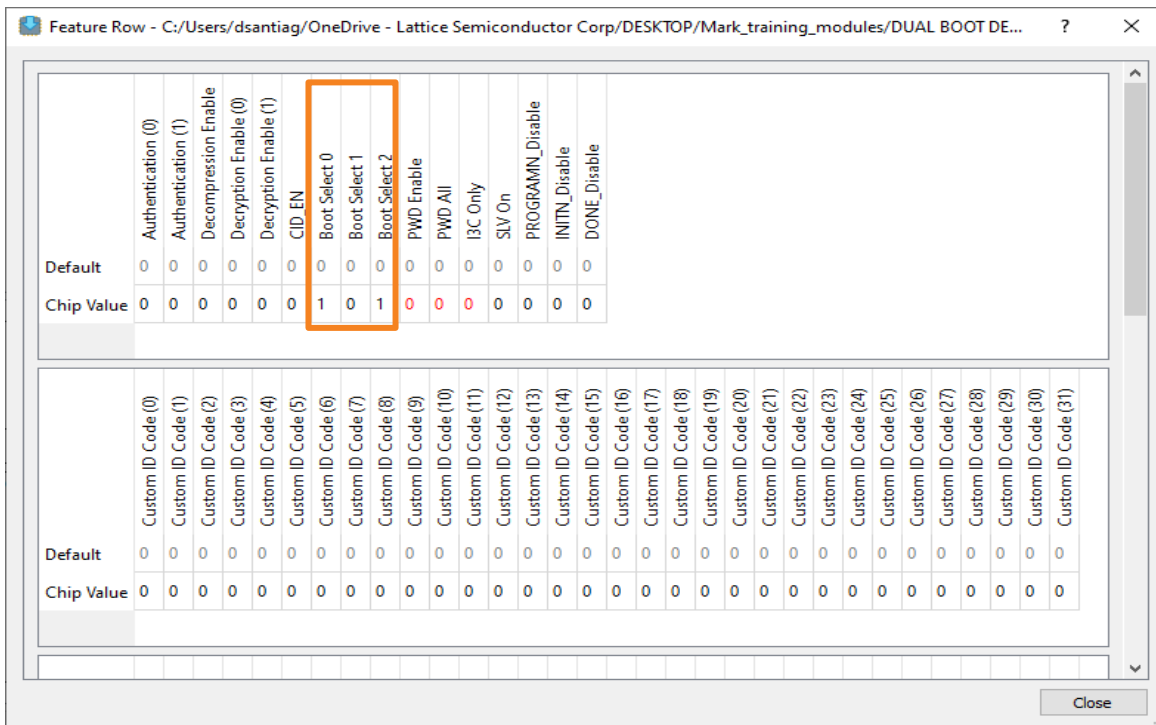 Feature Row - C:/Users/dsantiag/OneDrive - Lattice Semiconductor Corp/DESKTOP/Mark_training_modules/DUAL BOOT DE... ? ×
Authentication (0)
Authentication (1)
Decompression Enable
Decryption Enable (0)
Decryption Enable (1)
CID_EN
Boot Select 0
Boot Select 1
Boot Select 2
PWD Enable
PWD All
I3C Only
SLV On
PROGRAMN_Disable
INITN_Disable
DONE_Disable
Default 0 0 0 0 0 0 0 0 0 0 0 0 0 0 0 0
Chip Value 0 0 0 0 0 0 1 0 1 0 0 0 0 0 0 0
Custom ID Code (0)
Custom ID Code (1)
Custom ID Code (2)
Custom ID Code (3)
Custom ID Code (4)
Custom ID Code (5)
Custom ID Code (6)
Custom ID Code (7)
Custom ID Code (8)
Custom ID Code (9)
Custom ID Code (10)
Custom ID Code (11)
Custom ID Code (12)
Custom ID Code (13)
Custom ID Code (14)
Custom ID Code (15)
Custom ID Code (16)
Custom ID Code (17)
Custom ID Code (18)
Custom ID Code (19)
Custom ID Code (20)
Custom ID Code (21)
Custom ID Code (22)
Custom ID Code (23)
Custom ID Code (24)
Custom ID Code (25)
Custom ID Code (26)
Custom ID Code (27)
Custom ID Code (28)
Custom ID Code (29)
Custom ID Code (30)
Custom ID Code (31)
Default 0 0 0 0 0 0 0 0 0 0 0 0 0 0 0 0 0 0 0 0 0 0 0 0 0 0 0 0 0 0 0 0
Chip Value 0 0 0 0 0 0 0 0 0 0 0 0 0 0 0 0 0 0 0 0 0 0 0 0 0 0 0 0 0 0 0 0
Close